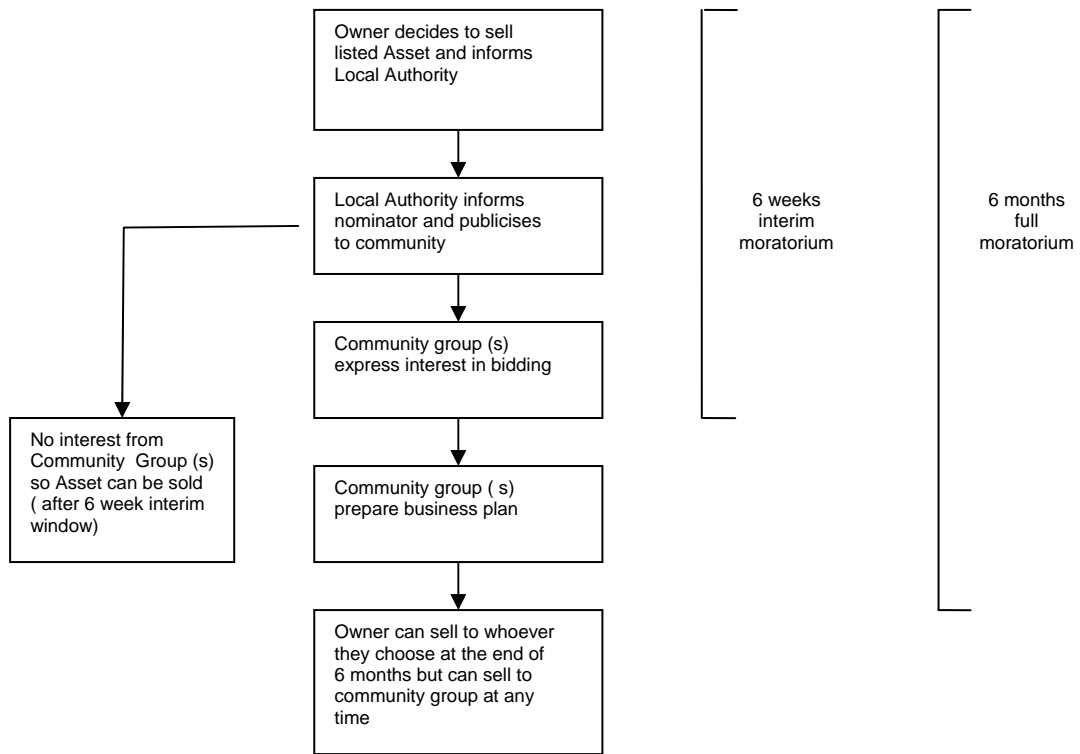 Owner decides to sell
listed Asset and informs
Local Authority
Local Authority informs
nominator and publicises
to community
6 weeks
interim
moratorium
6 months
full
moratorium
Community group (s)
express interest in bidding
No interest from
Community Group (s)
so Asset can be sold
( after 6 week interim
window)
Community group ( s)
prepare business plan
Owner can sell to whoever
they choose at the end of
6 months but can sell to
community group at any
time